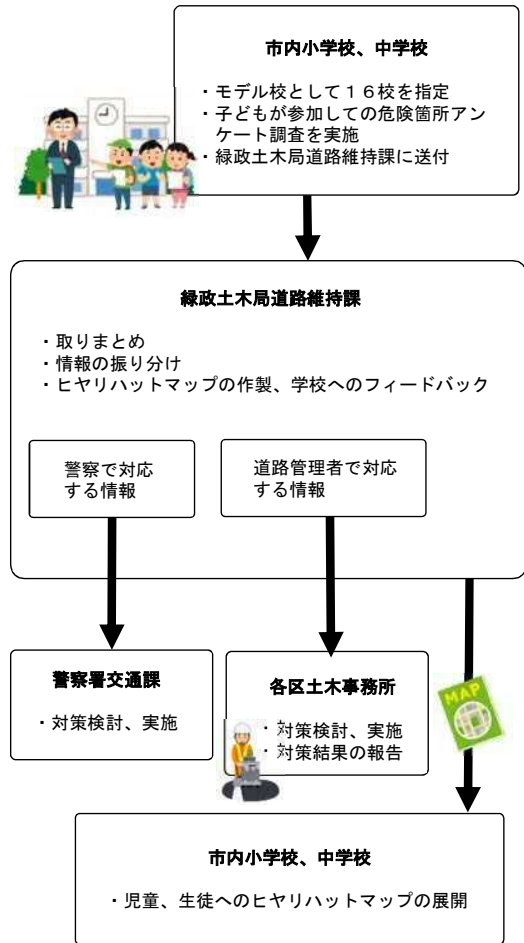 市内小学校、中学校
・モデル校として１６校を指定
・子どもが参加しての危険箇所アン
ケート調査を実施
・緑政土木局道路維持課に送付
緑政土木局道路維持課
・取りまとめ
・情報の振り分け
・ヒヤリハットマップの作製、学校へのフィードバック
警察で対応
する情報
道路管理者で対応
する情報
警察署交通課
・対策検討、実施
各区土木事務所
・対策検討、実施
・対策結果の報告
MAP
市内小学校、中学校
・児童、生徒へのヒヤリハットマップの展開